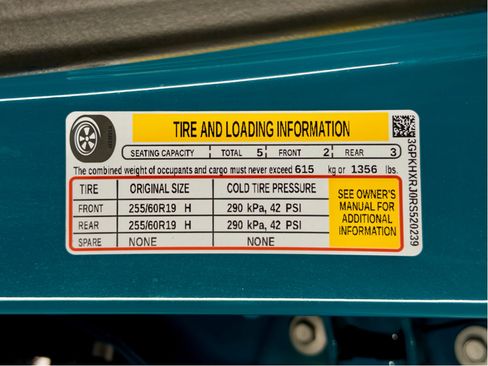 TIRE AND LOADING INFORMATION
SEATING CAPACITY TOTAL 5 FRONT 2 REAR 3
The combined weight of occupants and cargo must never exceed 615 kg or 1356 lbs.
TIRE ORIGINAL SIZE COLD TIRE PRESSURE
FRONT 255/60R19 H 290 kPa, 42 PSI
REAR 255/60R19 H 290 kPa, 42 PSI
SPARE NONE NONE
SEE OWNER'S
MANUAL FOR
ADDITIONAL
INFORMATION
3GPKHXRJ0RS520239